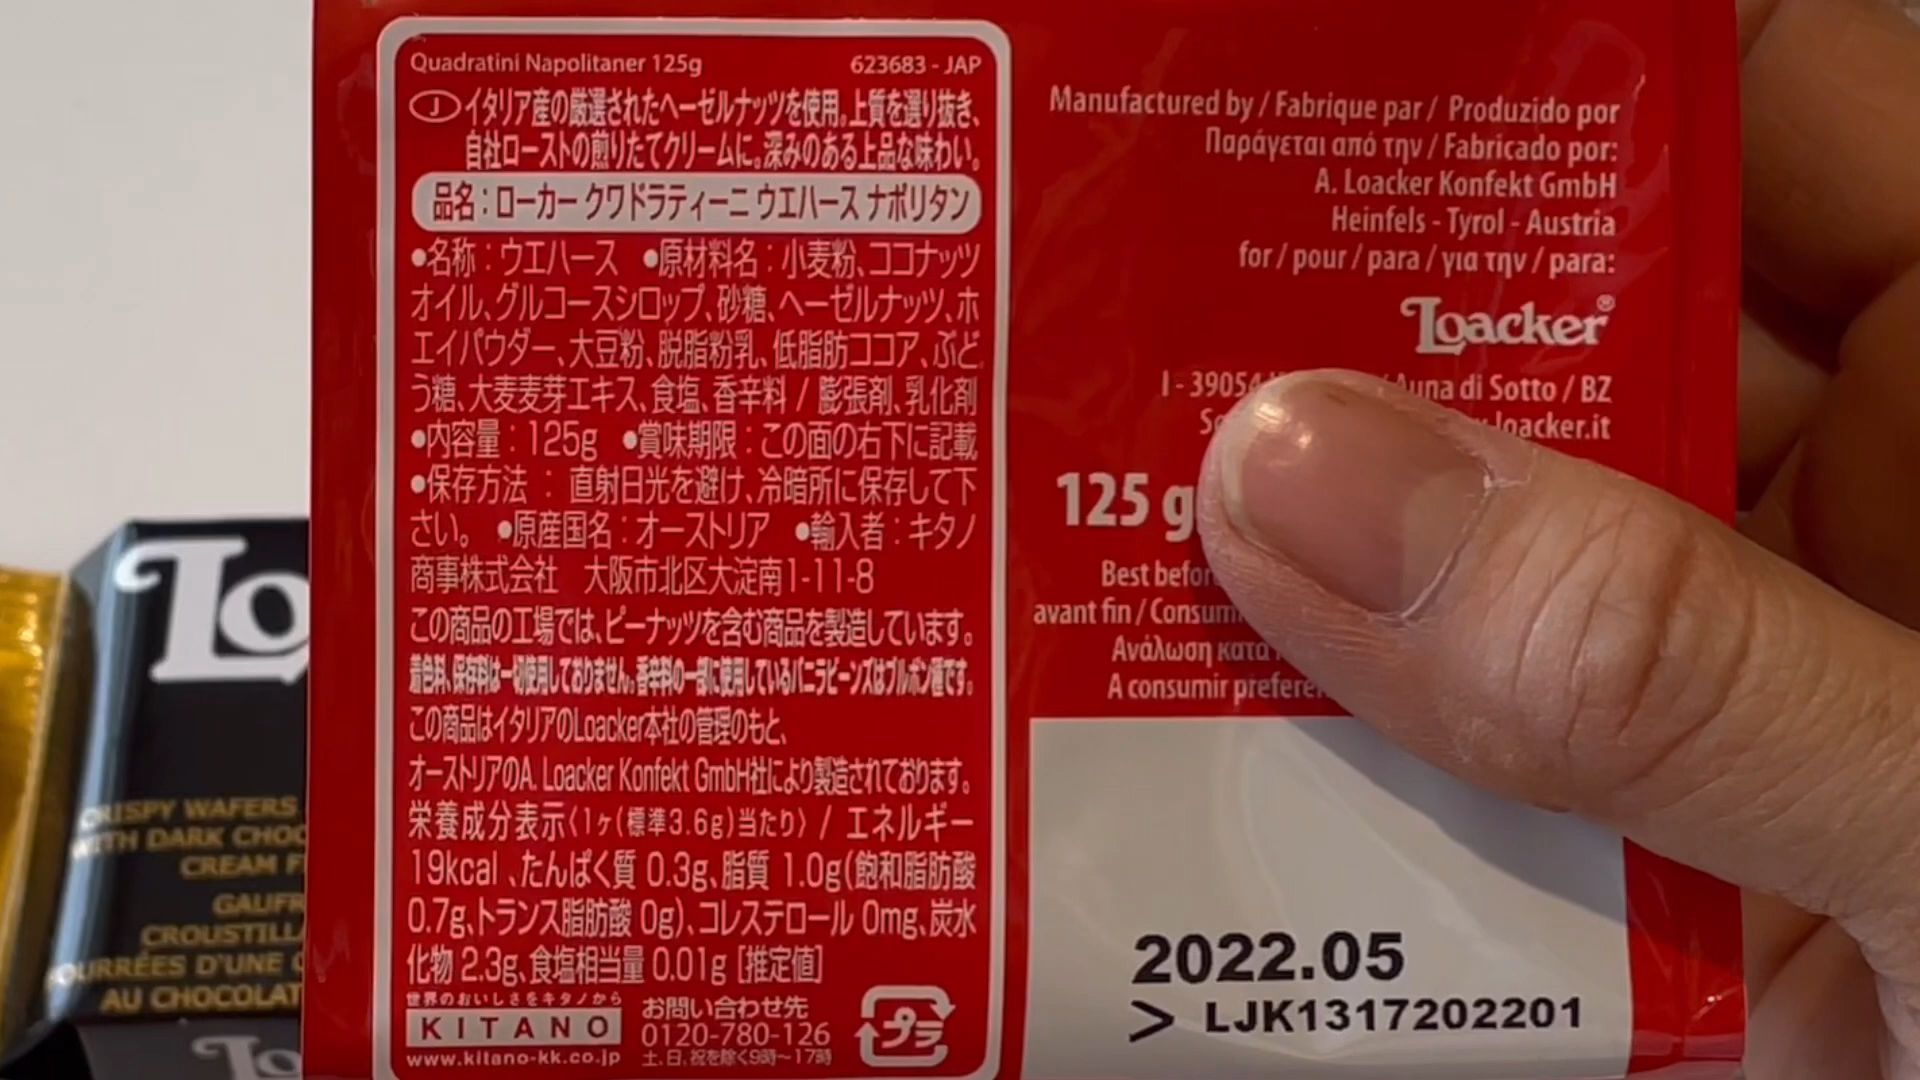 Quadratini Napolitaner 125g 623683 - JAP
Ⓙイタリア産の厳選されたヘーゼルナッツを使用。上質を選り抜き、
自社ローストの煎りたてクリームに。深みのある上品な味わい。
品名:ローカー クワドラティーニ ウエハース ナポリタン
●名称:ウエハース ●原材料名:小麦粉、ココナッツ
オイル、グルコースシロップ、砂糖、ヘーゼルナッツ、ホ
エイパウダー、大豆粉、脱脂粉乳、低脂肪ココア、ぶど
う糖、大麦麦芽エキス、食塩、香辛料 / 膨張剤、乳化剤
●内容量:125g ●賞味期限:この面の右下に記載
●保存方法:直射日光を避け、冷暗所に保存して下
さい。 ●原産国名:オーストリア ●輸入者:キタノ
商事株式会社 大阪市北区大淀南1-11-8
この商品の工場では、ピーナッツを含む商品を製造しています。
着色料、保存料は一切使用しておりません。香辛料の一部に使用しているバニラビーンズはブルボン種です。
この商品はイタリアのLoacker本社の管理のもと、
オーストリアのA. Loacker Konfekt GmbH社により製造されております。
栄養成分表示〈1ヶ(標準3.6g)当たり〉 / エネルギー
19kcal、たんぱく質 0.3g、脂質 1.0g(飽和脂肪酸
0.7g、トランス脂肪酸 0g)、コレステロール 0mg、炭水
化物 2.3g、食塩相当量 0.01g [推定値]
世界のおいしさをキタノから
KITANO
www.kitano-kk.co.jp
お問い合わせ先
0120-780-126
土、日、祝を除く9時〜17時
プラ
Manufactured by / Fabrique par / Produzido por
Παράγεται από την / Fabricado por:
A. Loacker Konfekt GmbH
Heinfels - Tyrol - Austria
for / pour / para / για την / para:
Loacker®
I - 39054 / Auna di Sotto / BZ
loacker.it
125 g
Best before
avant fin / Consum
Ανάλωση κατά
A consumir prefere
2022.05
> LJK1317202201
Lo
CRISPY WAFERS
WITH DARK CHOC
CREAM F
GAUFR
CROUSTILLA
OURRÉES D'UNE C
AU CHOCOLAT
Lo